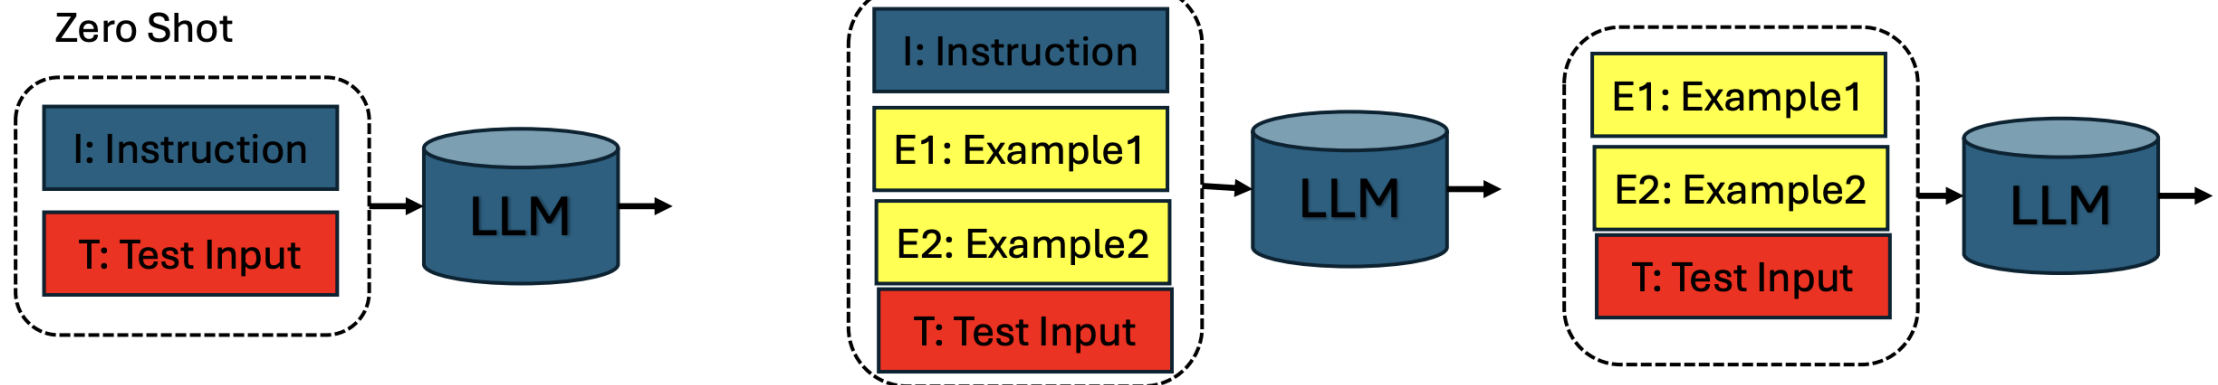 Zero Shot
I: Instruction
T: Test Input
LLM
I: Instruction
E1: Example1
E2: Example2
T: Test Input
LLM
E1: Example1
E2: Example2
T: Test Input
LLM